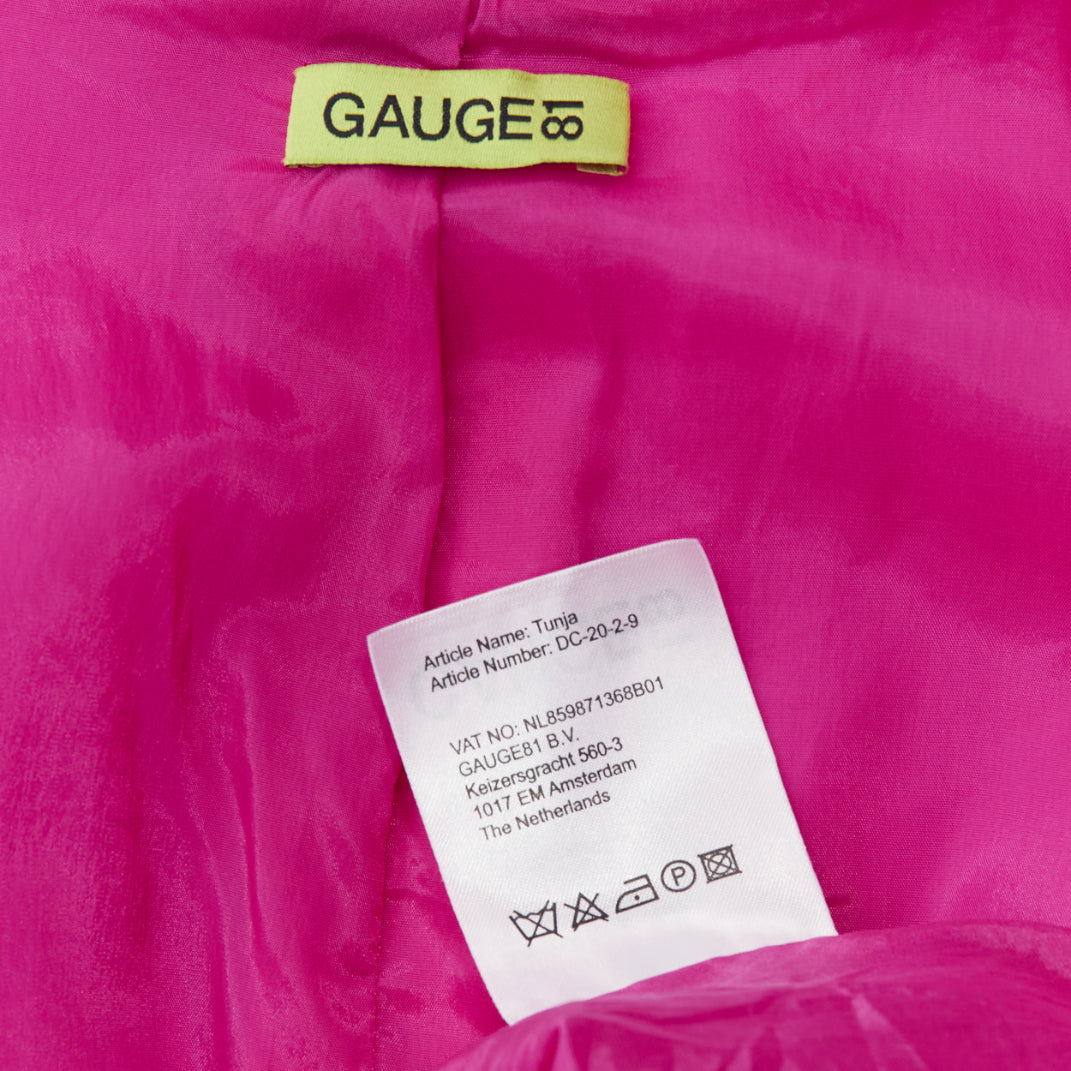 GAUGE81
Article Name: Tunja
Article Number: DC-20-2-9
VAT NO: NL859871368B01
GAUGE81 B.V.
Keizersgracht 560-3
1017 EM Amsterdam
The Netherlands
P